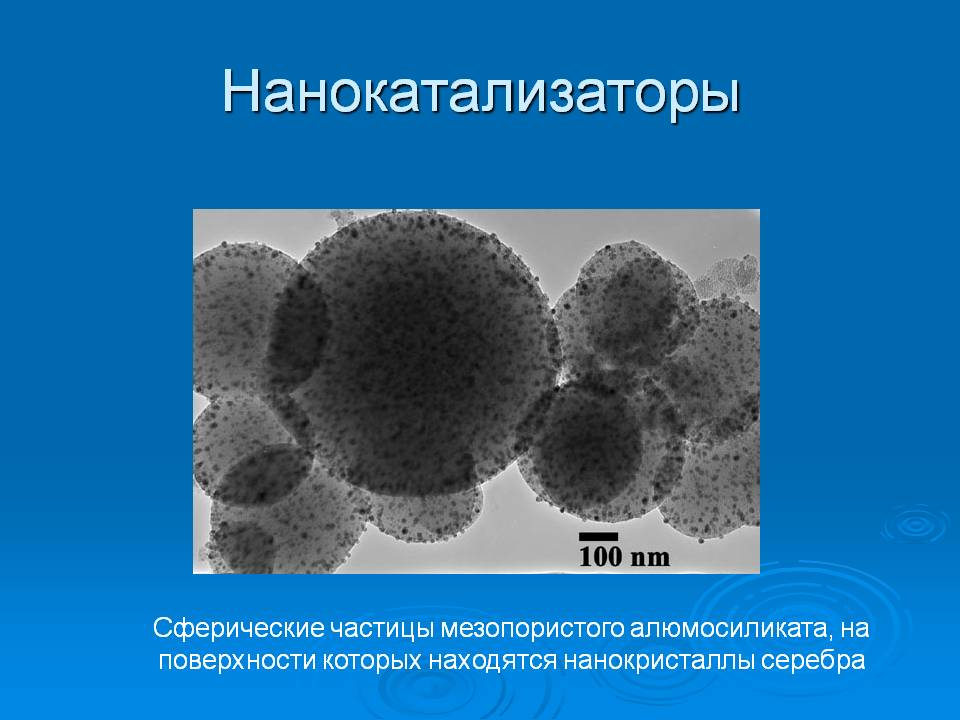 Нанокатализаторы
100 nm
Сферические частицы мезопористого алюмосиликата, на
поверхности которых находятся нанокристаллы серебра